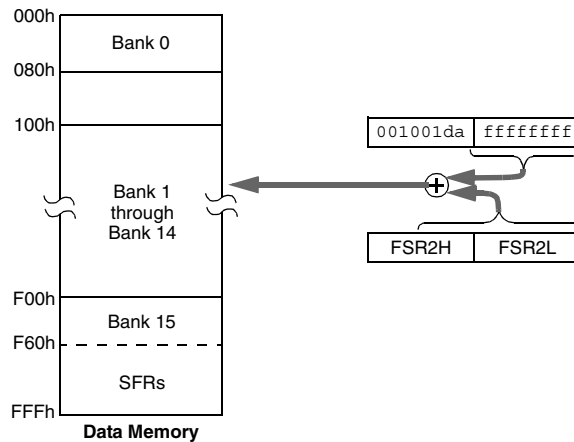 000h
Bank 0
080h
100h
001001da ffffffff
Bank 1
through
Bank 14
FSR2H FSR2L
F00h
Bank 15
F60h
SFRs
FFFh
Data Memory